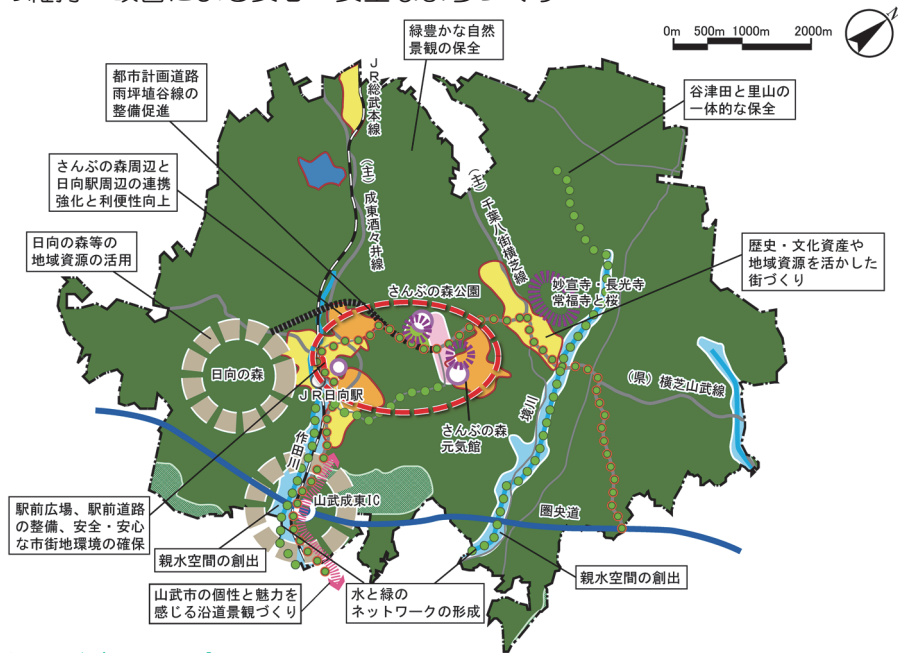 緑豊かな自然
景観の保全
0m 500m 1000m 2000m
N
都市計画道路
雨坪埴谷線の
整備促進
JR総武本線
谷津田と里山の
一体的な保全
さんぶの森周辺と
日向駅周辺の連携
強化と利便性向上
(主)成東酒々井線
(主)千葉八街横芝線
日向の森等の
地域資源の活用
歴史・文化資産や
地域資源を活かした
街づくり
さんぶの森公園
妙宣寺・長光寺
常福寺と桜
日向の森
JR日向駅
(県)横芝山武線
さんぶの森
元気館
境川
作田川
山武成東IC
圏央道
駅前広場、駅前道路
の整備、安全・安心
な市街地環境の確保
親水空間の創出
親水空間の創出
山武市の個性と魅力を
感じる沿道景観づくり
水と緑の
ネットワークの形成